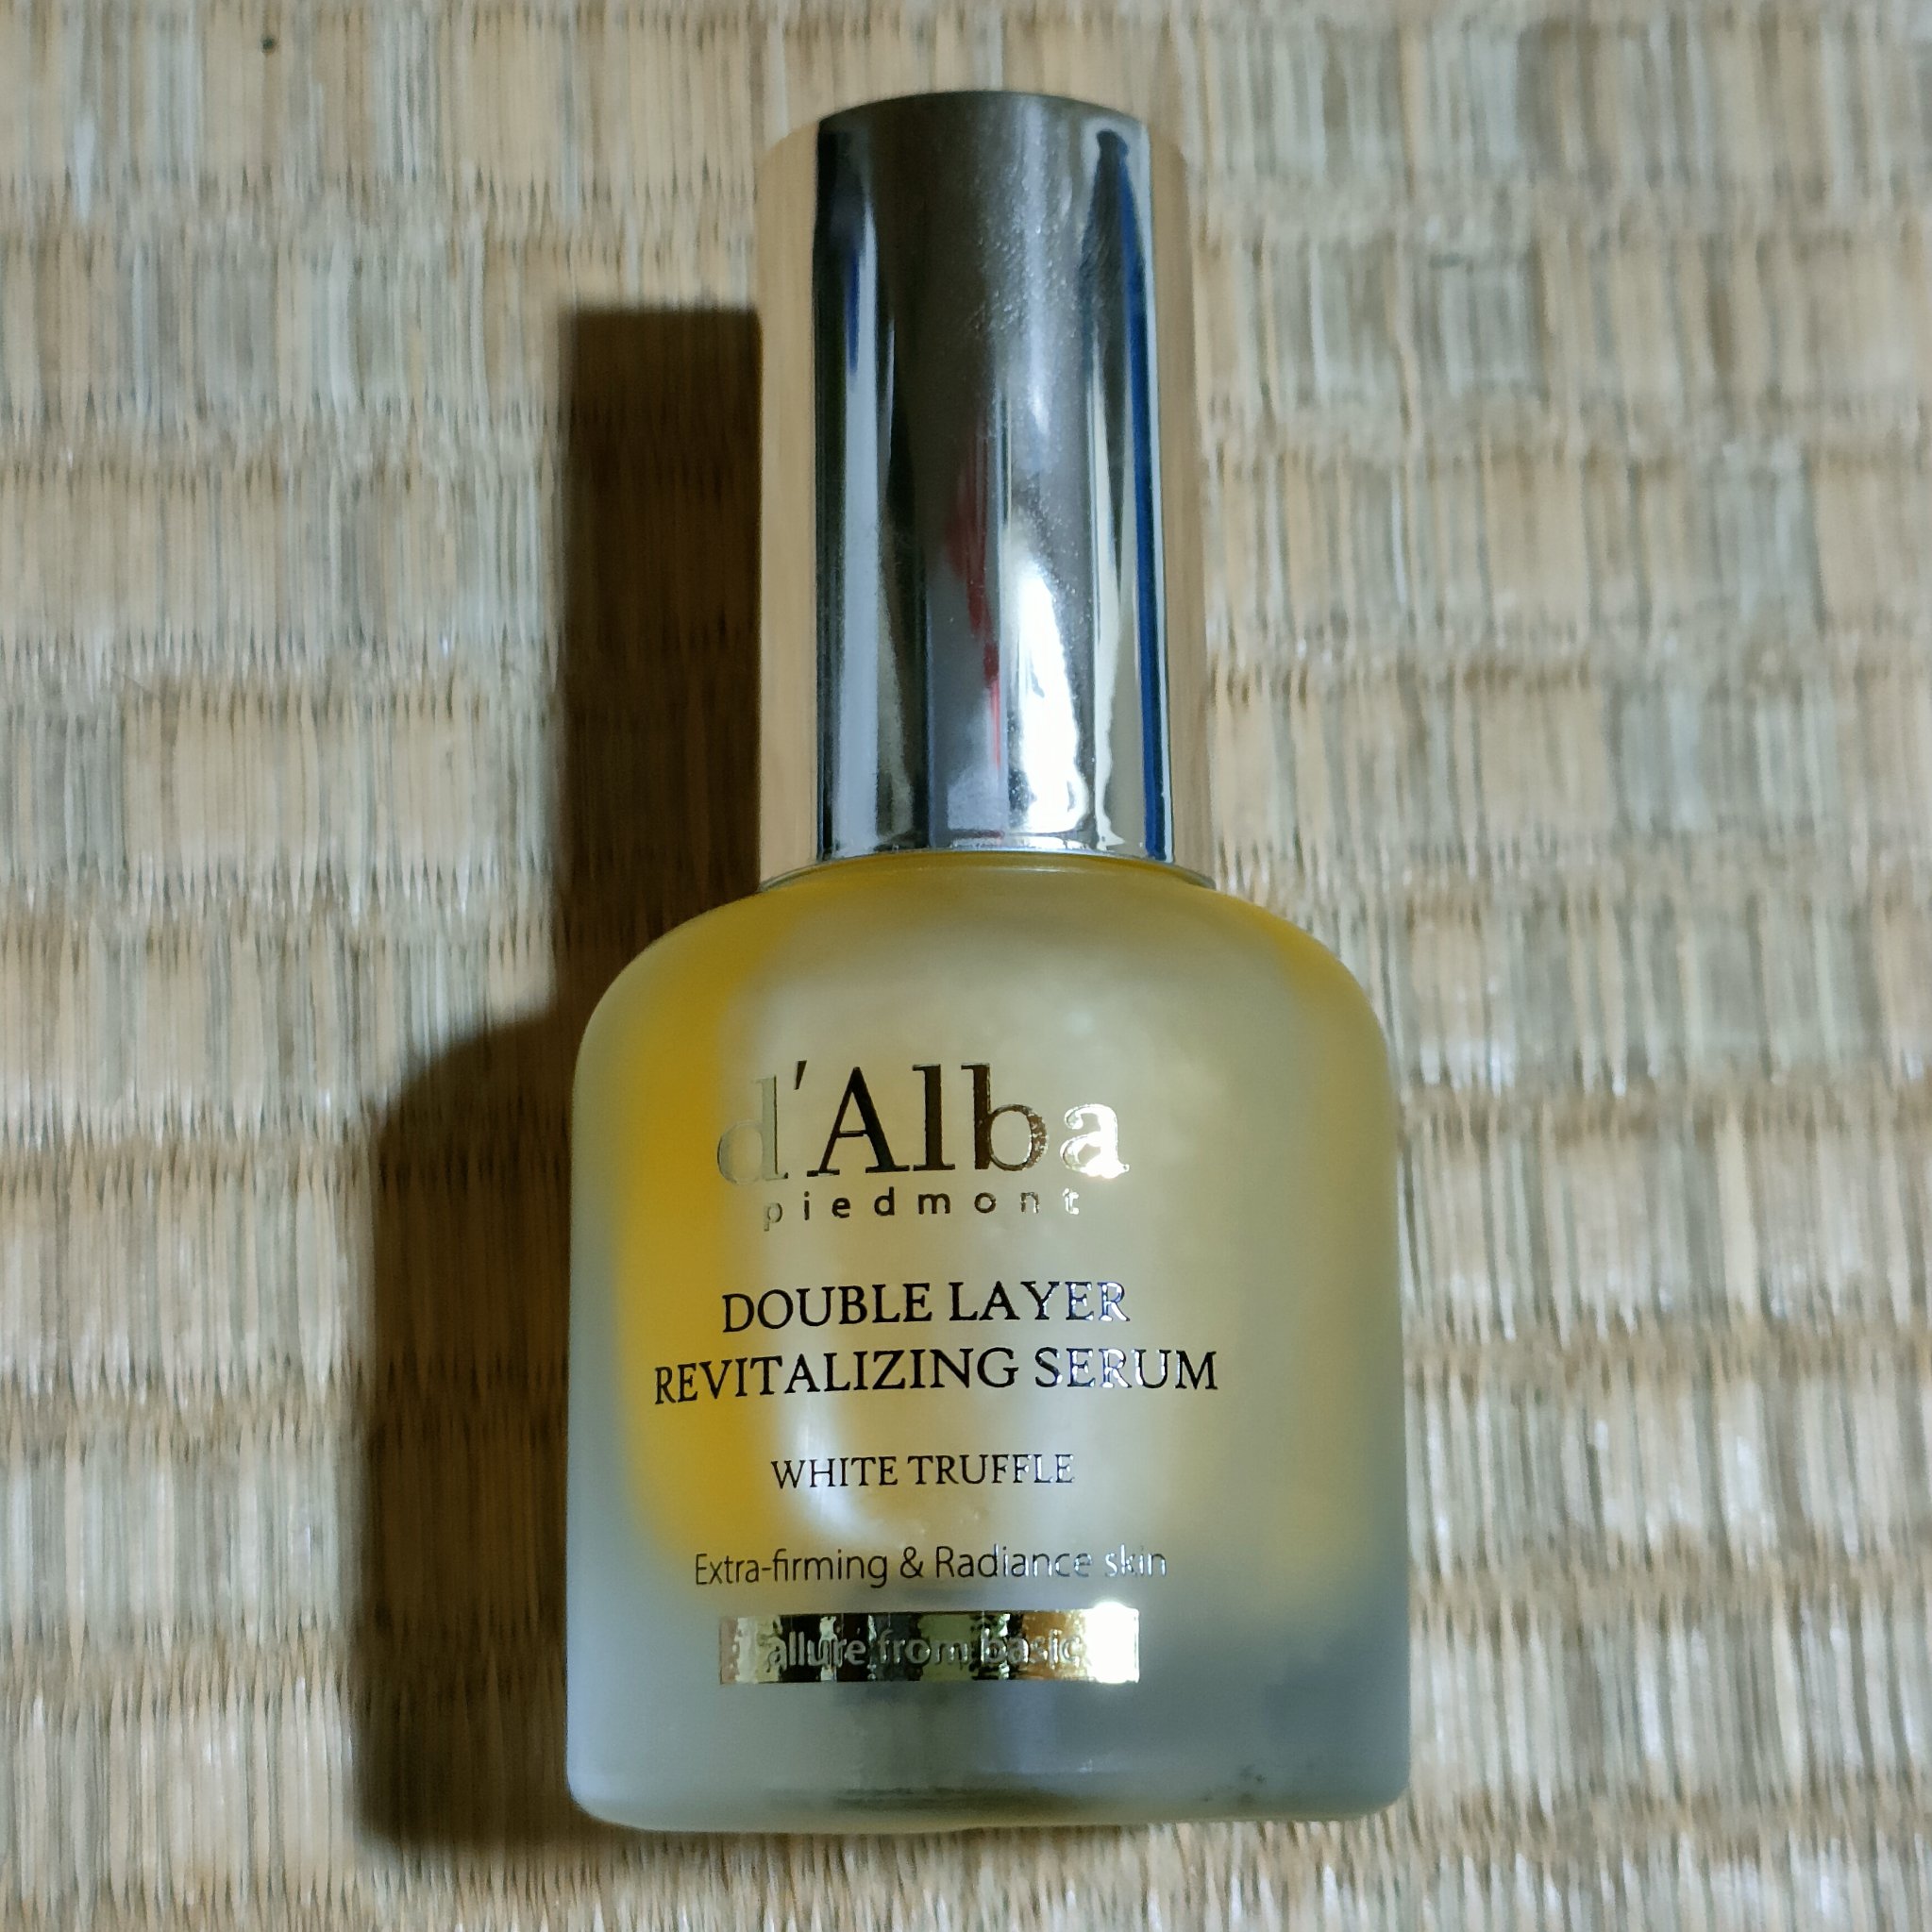 d'Alba
piedmont
DOUBLE LAYER
REVITALIZING SERUM
WHITE TRUFFLE
Extra-firming & Radiance skin
allure from basic